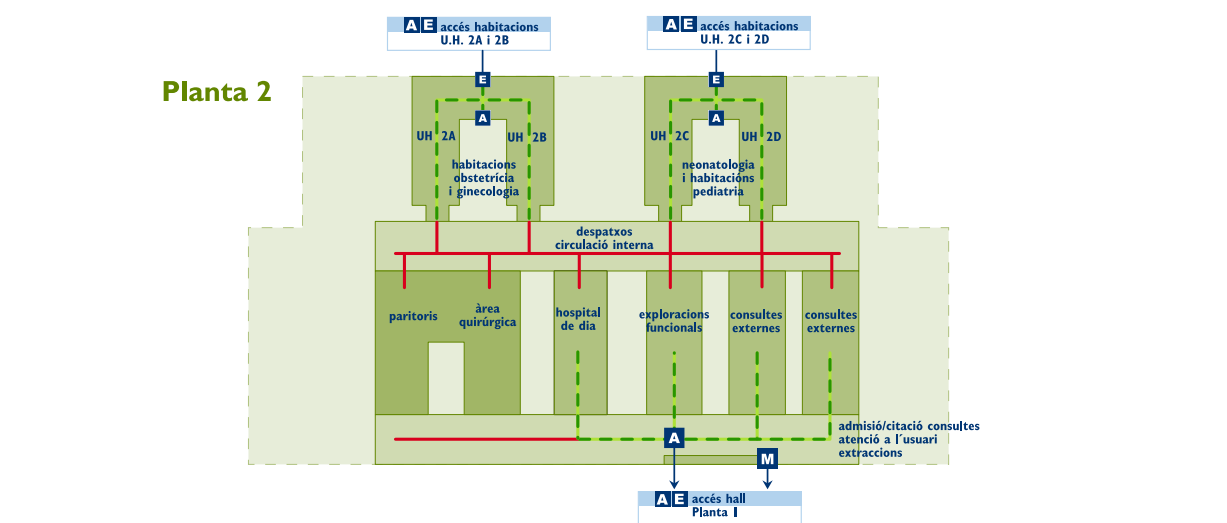 A E accés habitacions
U.H. 2A i 2B
A E accés habitacions
U.H. 2C i 2D
Planta 2
E
E
A
A
UH 2A
UH 2B
UH 2C
UH 2D
habitacions
obstetrícia
i ginecologia
neonatologia
i habitacións
pediatria
despatxos
circulació interna
paritoris
àrea
quirúrgica
hospital
de dia
exploracions
funcionals
consultes
externes
consultes
externes
admisió/citació consultes
atenció a l´usuari
extraccions
A
M
A E accés hall
Planta 1